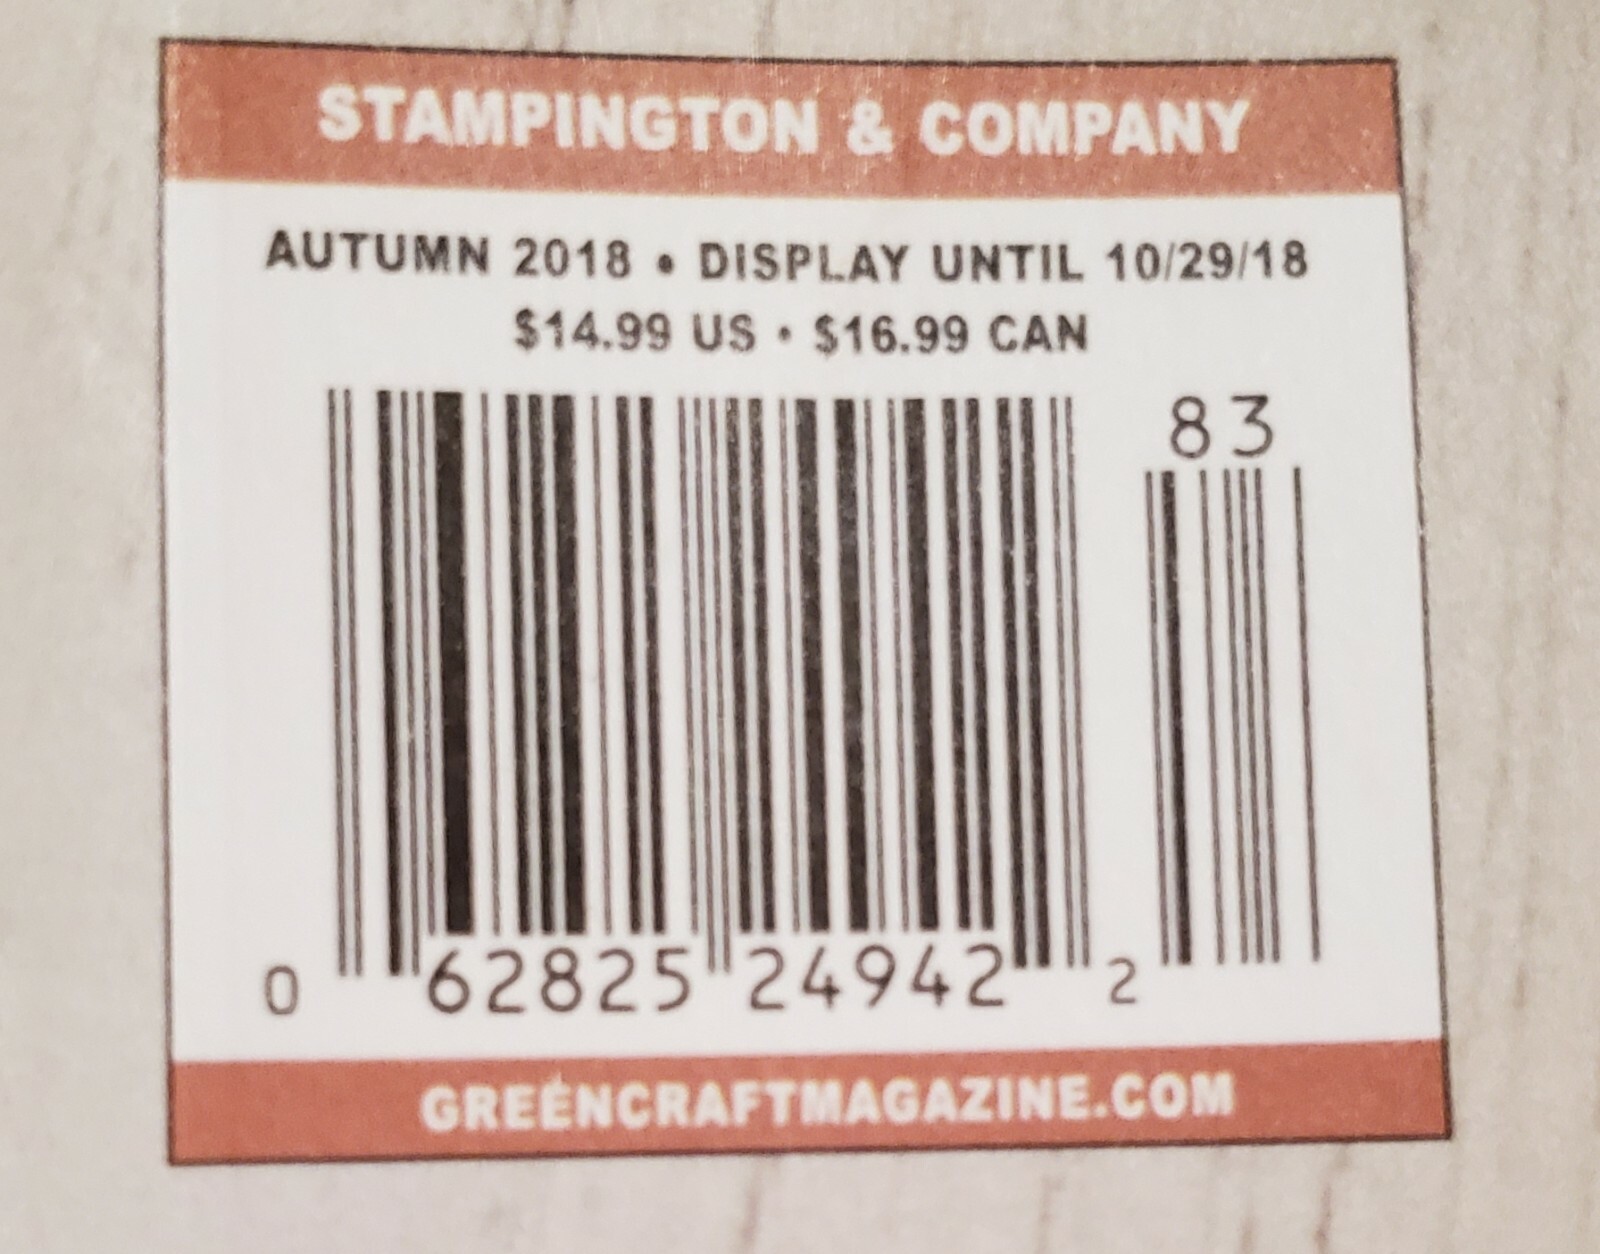 STAMPINGTON & COMPANY
AUTUMN 2018 • DISPLAY UNTIL 10/29/18
$14.99 US • $16.99 CAN
83
0 62825 24942 2
GREENCRAFTMAGAZINE.COM